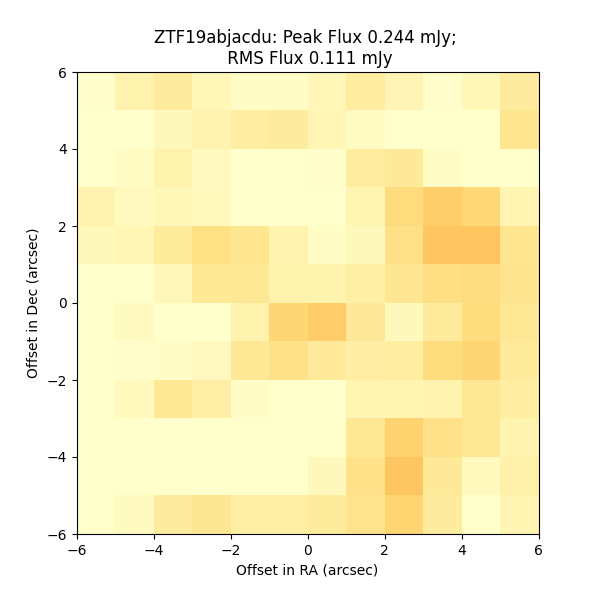 ZTF19abjacdu: Peak Flux 0.244 mJy;
RMS Flux 0.111 mJy
6
4
2
0
−2
−4
−6
Offset in Dec (arcsec)
−6 −4 −2 0 2 4 6
Offset in RA (arcsec)